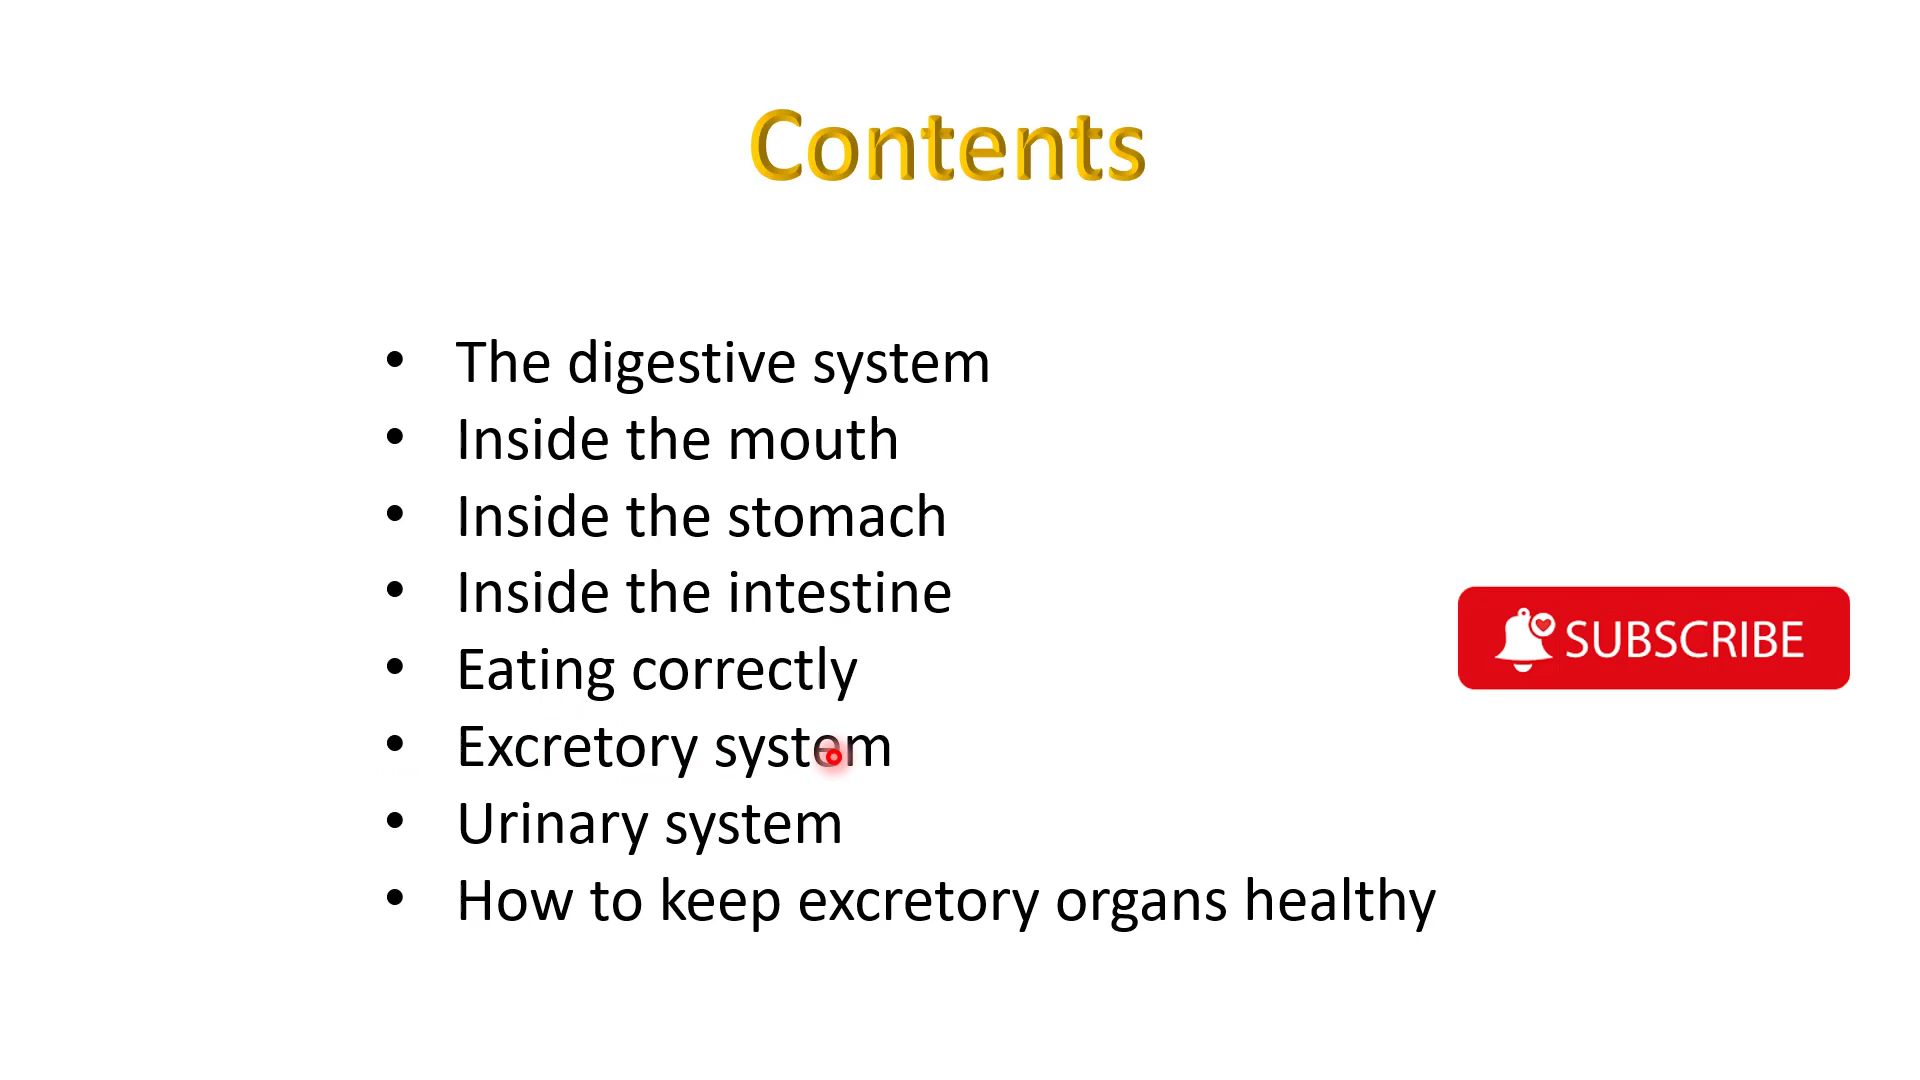 Contents
• The digestive system
• Inside the mouth
• Inside the stomach
• Inside the intestine
• Eating correctly
• Excretory system
• Urinary system
• How to keep excretory organs healthy
SUBSCRIBE